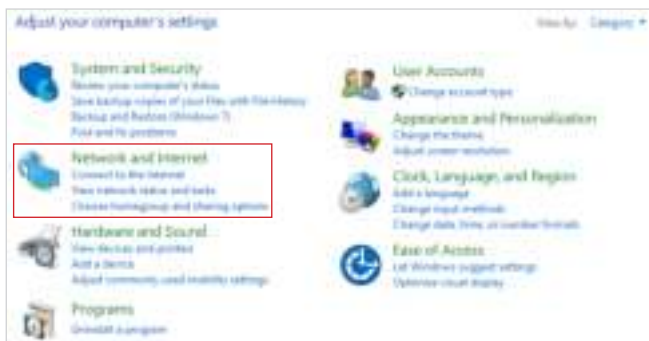 Adjust your computer's settings
View by: Category
System and Security
Review your computer's status
Save backup copies of your files with File History
Backup and Restore (Windows 7)
Find and fix problems
Network and Internet
Connect to the Internet
View network status and tasks
Choose homegroup and sharing options
Hardware and Sound
View devices and printers
Add a device
Adjust commonly used mobility settings
Programs
Uninstall a program
User Accounts
Change account type
Appearance and Personalization
Change the theme
Adjust screen resolution
Clock, Language, and Region
Add a language
Change input methods
Change date, time, or number formats
Ease of Access
Let Windows suggest settings
Optimize visual display